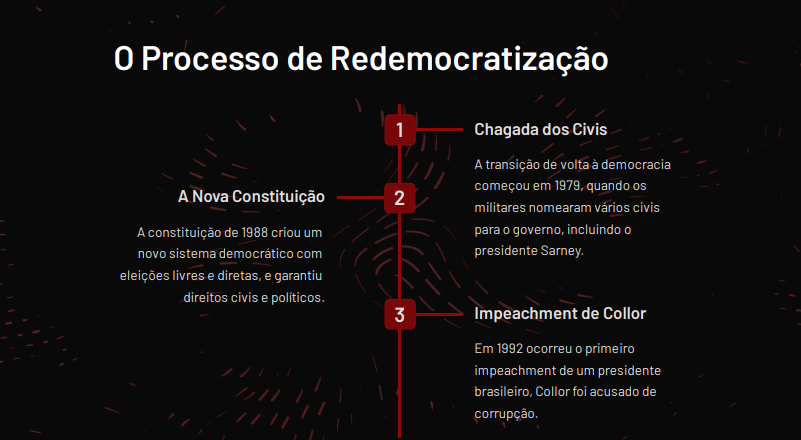 O Processo de Redemocratização
1
Chagada dos Civis
A transição de volta à democracia
começou em 1979, quando os
militares nomearam vários civis
para o governo, incluindo o
presidente Sarney.
2
A Nova Constituição
A constituição de 1988 criou um
novo sistema democrático com
eleições livres e diretas, e garantiu
direitos civis e políticos.
3
Impeachment de Collor
Em 1992 ocorreu o primeiro
impeachment de um presidente
brasileiro, Collor foi acusado de
corrupção.